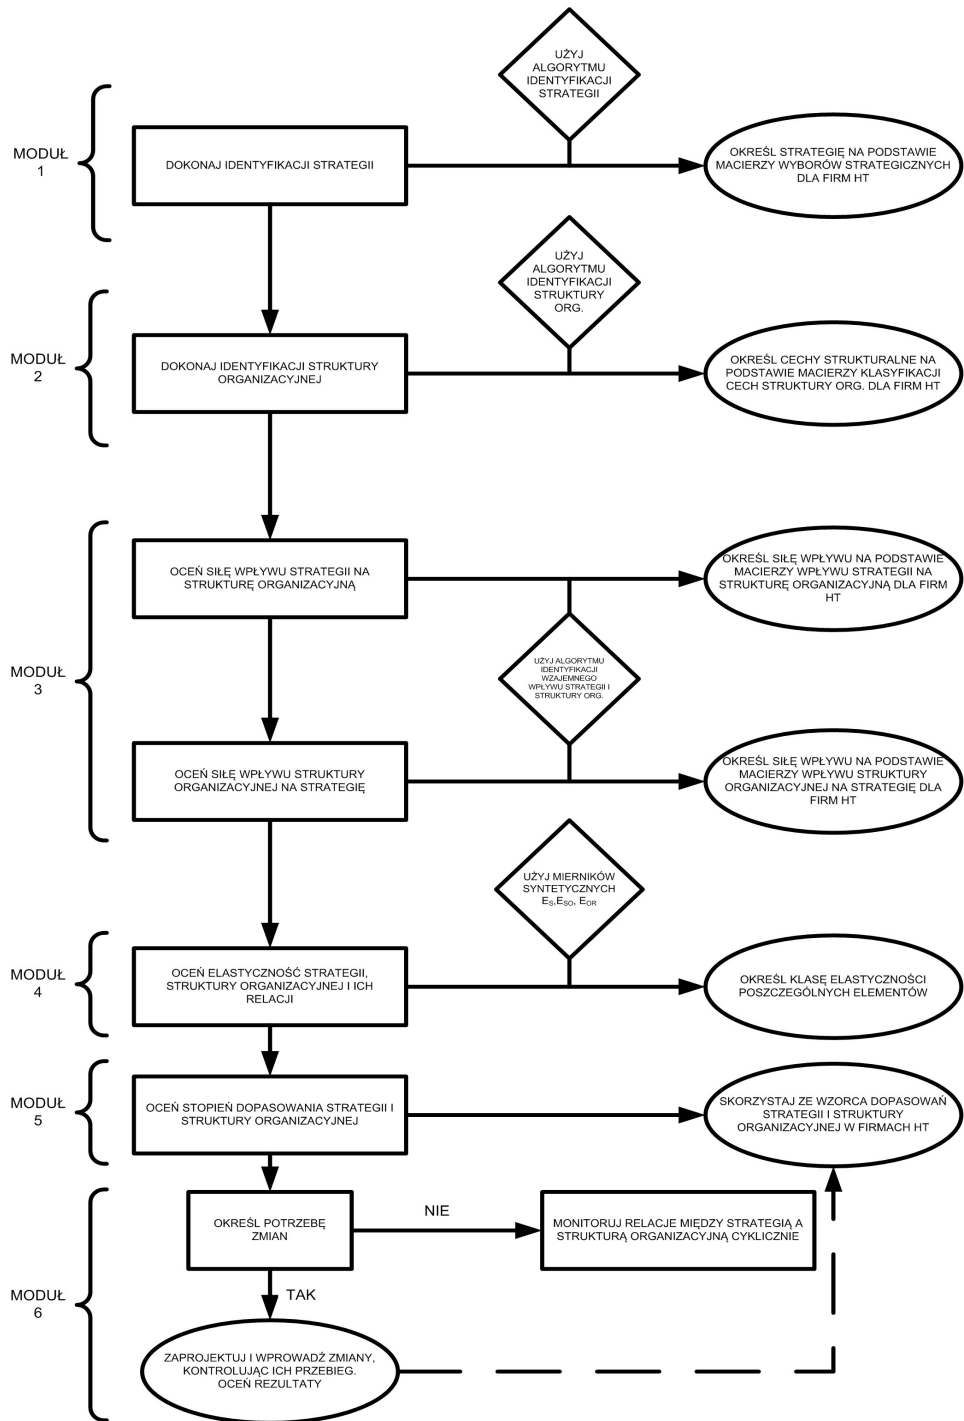 UŻYJ
ALGORYTMU
IDENTYFIKACJI
STRATEGII
MODUŁ
1
DOKONAJ IDENTYFIKACJI STRATEGII
OKREŚL STRATEGIĘ NA PODSTAWIE
MACIERZY WYBORÓW STRATEGICZNYCH
DLA FIRM HT
UŻYJ
ALGORYTMU
IDENTYFIKACJI
STRUKTURY
ORG.
MODUŁ
2
DOKONAJ IDENTYFIKACJI STRUKTURY
ORGANIZACYJNEJ
OKREŚL CECHY STRUKTURALNE NA
PODSTAWIE MACIERZY KLASYFIKACJI
CECH STRUKTURY ORG. DLA FIRM HT
OCEŃ SIŁĘ WPŁYWU STRATEGII NA
STRUKTURĘ ORGANIZACYJNĄ
OKREŚL SIŁĘ WPŁYWU NA PODSTAWIE
MACIERZY WPŁYWU STRATEGII NA
STRUKTURĘ ORGANIZACYJNĄ DLA FIRM
HT
MODUŁ
3
UŻYJ ALGORYTMU
IDENTYFIKACJI
WZAJEMNEGO
WPŁYWU STRATEGII I
STRUKTURY ORG.
OCEŃ SIŁĘ WPŁYWU STRUKTURY
ORGANIZACYJNEJ NA STRATEGIĘ
OKREŚL SIŁĘ WPŁYWU NA PODSTAWIE
MACIERZY WPŁYWU STRUKTURY
ORGANIZACYJNEJ NA STRATEGIĘ DLA
FIRM HT
UŻYJ MIERNIKÓW
SYNTETYCZNYCH
ES,ESO, EOR
MODUŁ
4
OCEŃ ELASTYCZNOŚĆ STRATEGII,
STRUKTURY ORGANIZACYJNEJ I ICH
RELACJI
OKREŚL KLASĘ ELASTYCZNOŚCI
POSZCZEGÓLNYCH ELEMENTÓW
MODUŁ
5
OCEŃ STOPIEŃ DOPASOWANIA STRATEGII I
STRUKTURY ORGANIZACYJNEJ
SKORZYSTAJ ZE WZORCA DOPASOWAŃ
STRATEGII I STRUKTURY
ORGANIZACYJNEJ W FIRMACH HT
OKREŚL POTRZEBĘ
ZMIAN
NIE
MONITORUJ RELACJE MIĘDZY STRATEGIĄ A
STRUKTURĄ ORGANIZACYJNĄ CYKLICZNIE
MODUŁ
6
TAK
ZAPROJEKTUJ I WPROWADŹ ZMIANY,
KONTROLUJĄC ICH PRZEBIEG.
OCEŃ REZULTATY